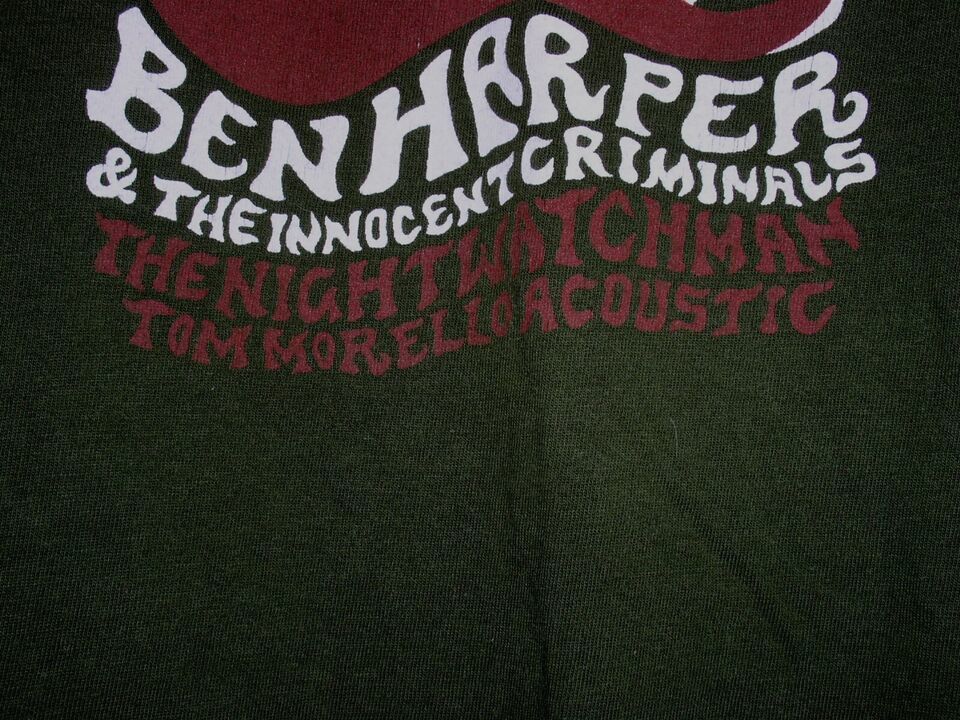 BEN HARPER
& THE INNOCENT CRIMINALS
THE NIGHTWATCHMAN
TOM MORELLO ACOUSTIC